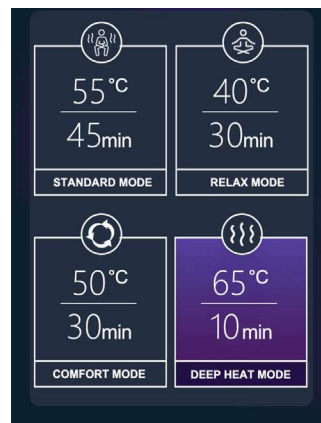 55°C
45min
STANDARD MODE
40°C
30min
RELAX MODE
50°C
30min
COMFORT MODE
65°C
10min
DEEP HEAT MODE